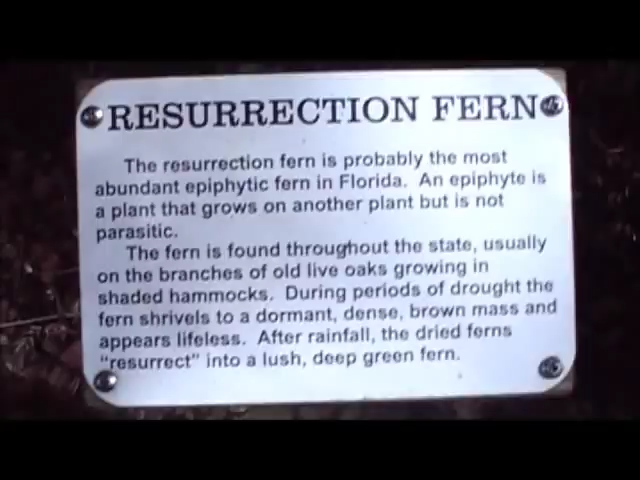 RESURRECTION FERN
The resurrection fern is probably the most
abundant epiphytic fern in Florida. An epiphyte is
a plant that grows on another plant but is not
parasitic.
The fern is found throughout the state, usually
on the branches of old live oaks growing in
shaded hammocks. During periods of drought the
fern shrivels to a dormant, dense, brown mass and
appears lifeless. After rainfall, the dried ferns
"resurrect" into a lush, deep green fern.